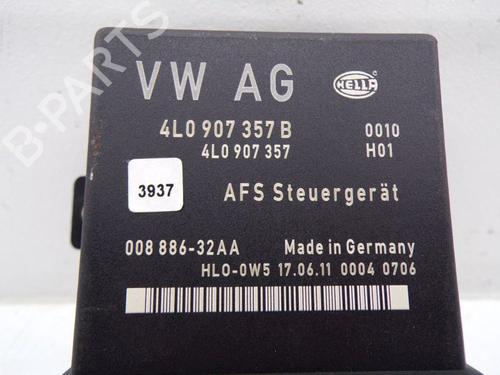 B-PARTS
VW AG
HELLA
4L0 907 357 B 0010
4L0 907 357 H01
3937
AFS Steuergerät
008 886-32AA Made in Germany
HLO-0W5 17.06.11 0004 0706